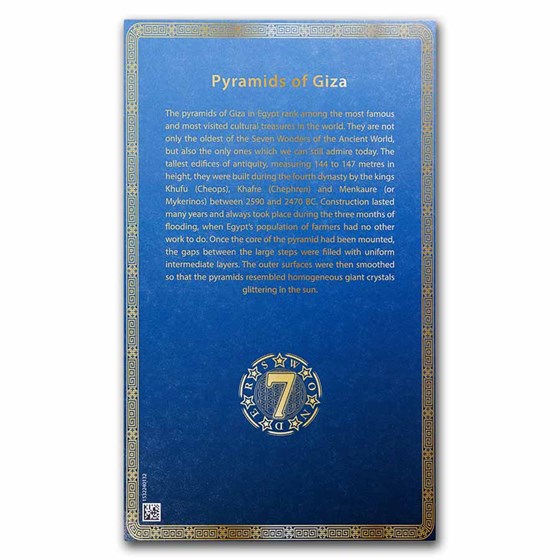 Pyramids of Giza
The pyramids of Giza in Egypt rank among the most famous
and most visited cultural treasures in the world. They are not
only the oldest of the Seven Wonders of the Ancient World,
but also the only ones which we can still admire today. The
tallest edifices of antiquity, measuring 144 to 147 metres in
height, they were built during the fourth dynasty by the kings
Khufu (Cheops), Khafre (Chephren) and Menkaure (or
Mykerinos) between 2590 and 2470 BC. Construction lasted
many years and always took place during the three months of
flooding, when Egypt's population of farmers had no other
work to do. Once the core of the pyramid had been mounted,
the gaps between the large steps were filled with uniform
intermediate layers. The outer surfaces were then smoothed
so that the pyramids resembled homogeneous giant crystals
glittering in the sun.
WONDERS
7
1532240332